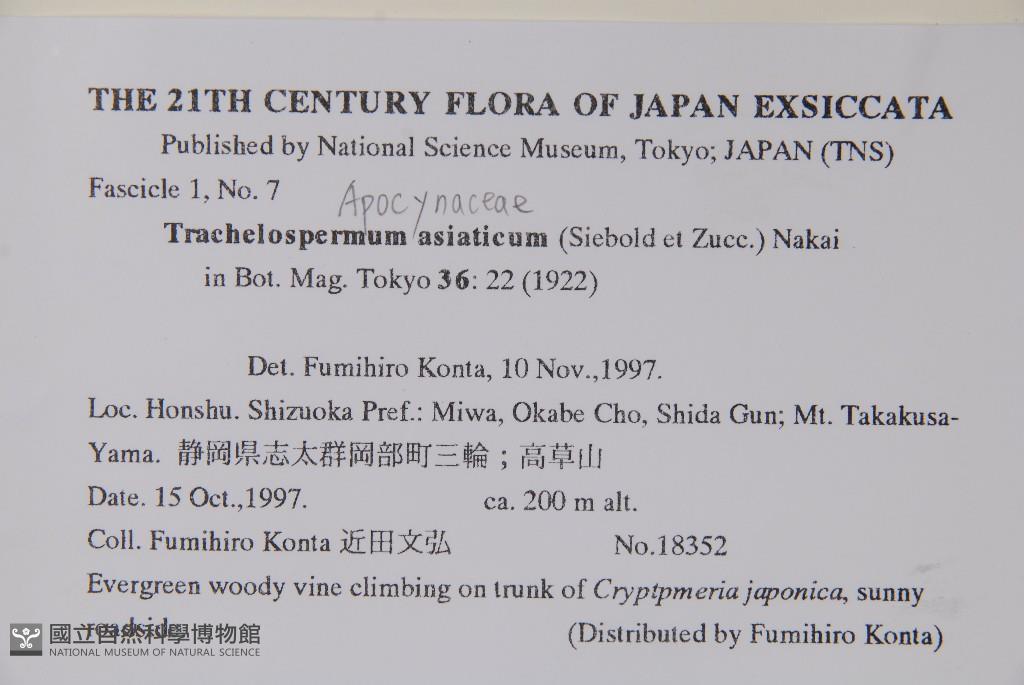 THE 21TH CENTURY FLORA OF JAPAN EXSICCATA
Published by National Science Museum, Tokyo; JAPAN (TNS)
Fascicle 1, No. 7
Apocynaceae
Trachelospermum asiaticum (Siebold et Zucc.) Nakai
in Bot. Mag. Tokyo 36: 22 (1922)
Det. Fumihiro Konta, 10 Nov.,1997.
Loc. Honshu. Shizuoka Pref.: Miwa, Okabe Cho, Shida Gun; Mt. Takakusa-
Yama. 静岡県志太群岡部町三輪；高草山
Date. 15 Oct.,1997. ca. 200 m alt.
Coll. Fumihiro Konta 近田文弘 No.18352
Evergreen woody vine climbing on trunk of Cryptpmeria japonica, sunny
roadside. (Distributed by Fumihiro Konta)
國立自然科學博物館
NATIONAL MUSEUM OF NATURAL SCIENCE